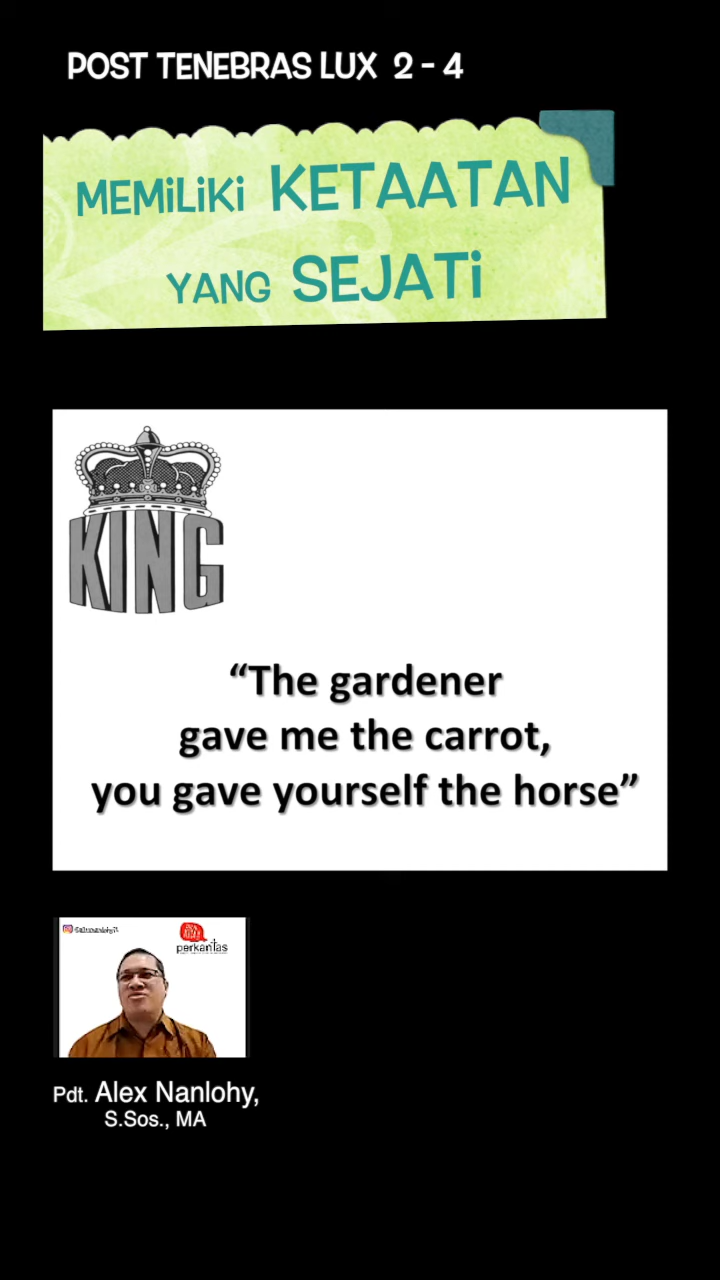 POST TENEBRAS LUX 2 - 4
MEMiLiKi KETAATAN
YANG SEJATi
KING
“The gardener
gave me the carrot,
you gave yourself the horse”
perkantas
Pdt. Alex Nanlohy,
S.Sos., MA